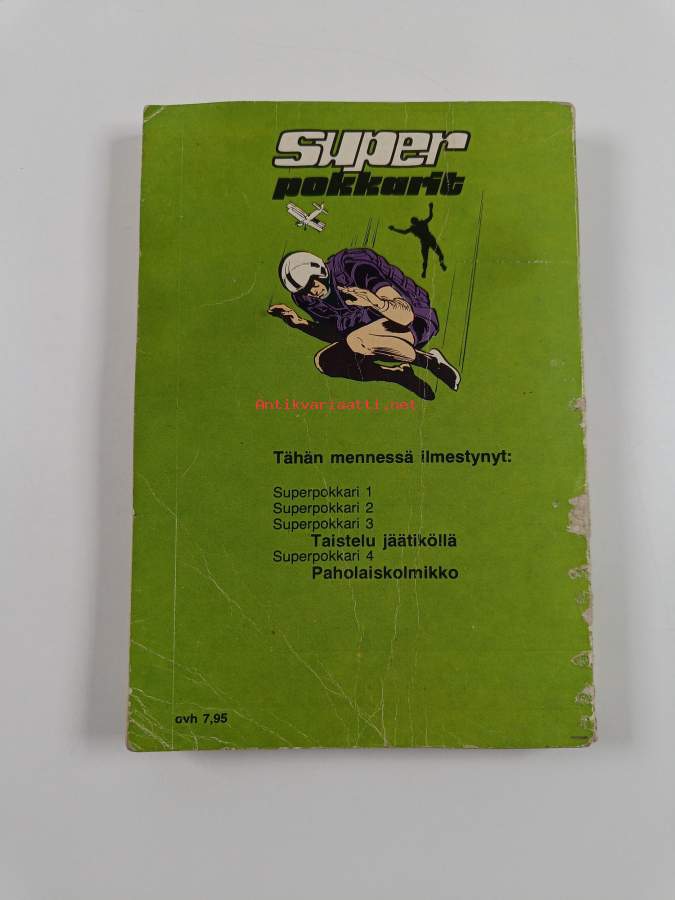 super
pokkarit
Antikvariaatti.net
Tähän mennessä ilmestynyt:
Superpokkari 1
Superpokkari 2
Superpokkari 3
Taistelu jäätiköllä
Superpokkari 4
Paholaiskolmikko
ovh 7,95